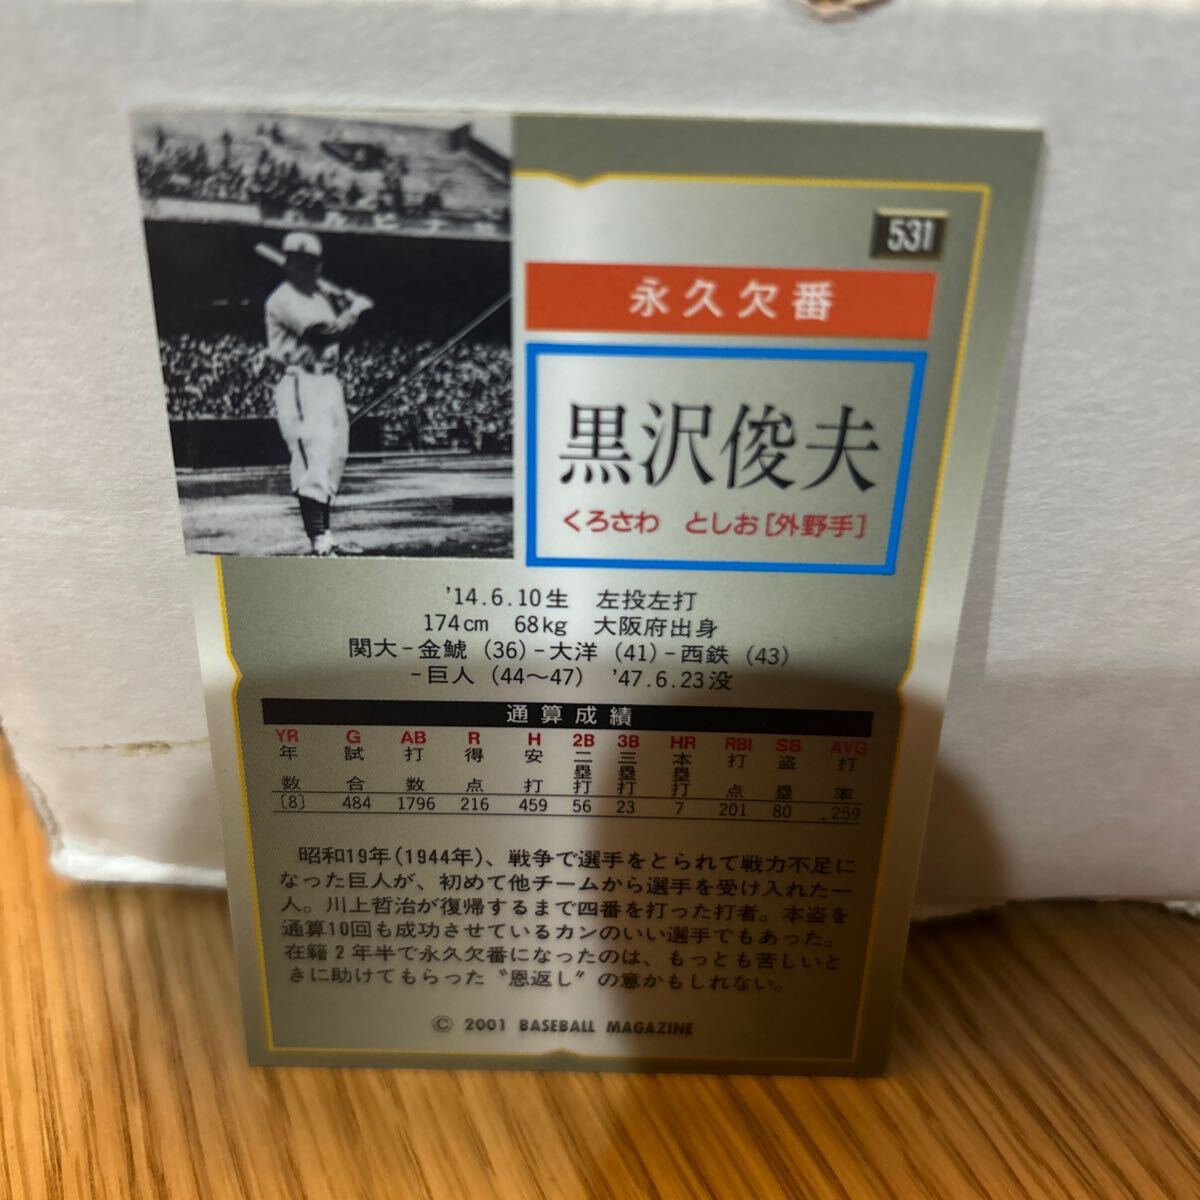 531
永久欠番
黒沢俊夫
くろさわ としお[外野手]
'14.6.10生 左投左打
174cm 68kg 大阪府出身
関大-金鯱(36)-大洋(41)-西鉄(43)
-巨人(44〜47) '47.6.23没
通算成績
YR G AB R H 2B 3B HR RBI SB AVG
年数 試合 打数 得点 安打 二塁打 三塁打 本塁打 打点 盗塁 打率
〔8〕 484 1796 216 459 56 23 7 201 80 .259
昭和19年(1944年)、戦争で選手をとられて戦力不足に
なった巨人が、初めて他チームから選手を受け入れた一
人。川上哲治が復帰するまで四番を打った打者。本盗を
通算10回も成功させているカンのいい選手でもあった。
在籍2年半で永久欠番になったのは、もっとも苦しいと
きに助けてもらった〝恩返し〟の意かもしれない。
© 2001 BASEBALL MAGAZINE